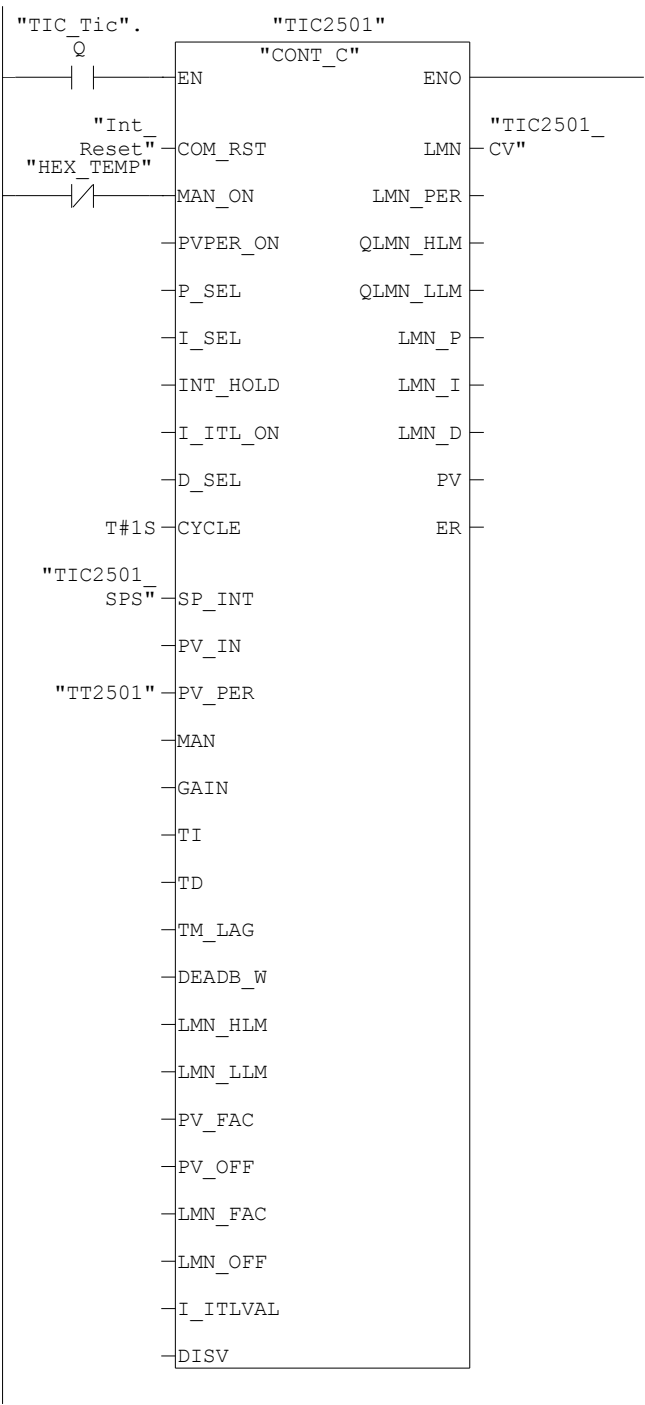 "TIC_Tic".
Q
"TIC2501"
"CONT_C"
EN
ENO
"Int_
Reset"
COM_RST
LMN
"TIC2501_
CV"
"HEX_TEMP"
MAN_ON
LMN_PER
PVPER_ON
QLMN_HLM
P_SEL
QLMN_LLM
I_SEL
LMN_P
INT_HOLD
LMN_I
I_ITL_ON
LMN_D
D_SEL
PV
T#1S
CYCLE
ER
"TIC2501_
SPS"
SP_INT
PV_IN
"TT2501"
PV_PER
MAN
GAIN
TI
TD
TM_LAG
DEADB_W
LMN_HLM
LMN_LLM
PV_FAC
PV_OFF
LMN_FAC
LMN_OFF
I_ITLVAL
DISV